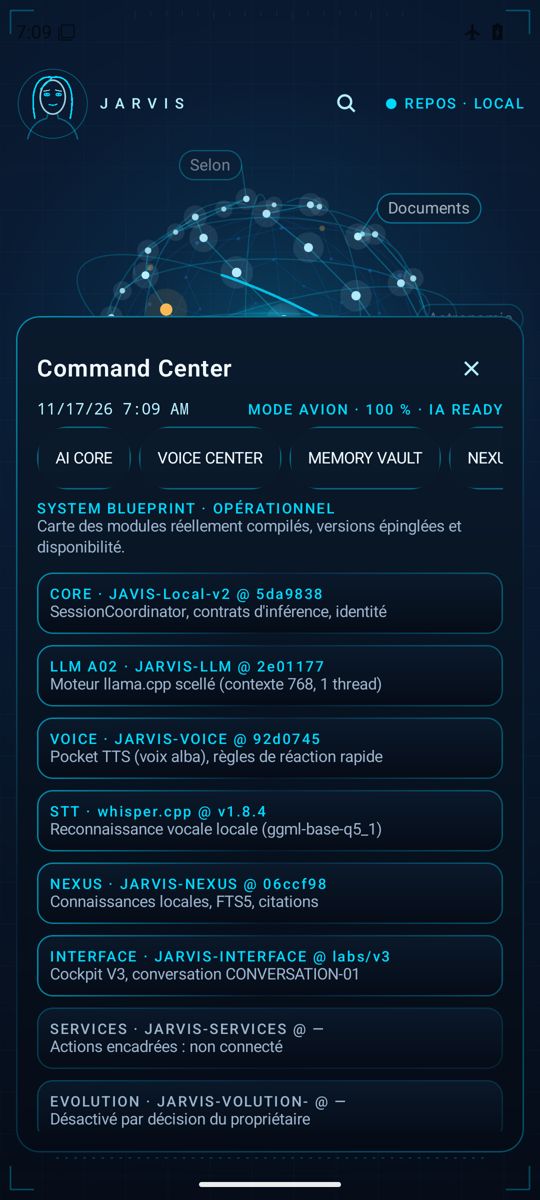 7:09
JARVIS
REPOS · LOCAL
Selon
Documents
Command Center
11/17/26 7:09 AM
MODE AVION · 100 % · IA READY
AI CORE
VOICE CENTER
MEMORY VAULT
NEXU
SYSTEM BLUEPRINT · OPÉRATIONNEL
Carte des modules réellement compilés, versions épinglées et
disponibilité.
CORE · JAVIS-Local-v2 @ 5da9838
SessionCoordinator, contrats d'inférence, identité
LLM A02 · JARVIS-LLM @ 2e01177
Moteur llama.cpp scellé (contexte 768, 1 thread)
VOICE · JARVIS-VOICE @ 92d0745
Pocket TTS (voix alba), règles de réaction rapide
STT · whisper.cpp @ v1.8.4
Reconnaissance vocale locale (ggml-base-q5_1)
NEXUS · JARVIS-NEXUS @ 06ccf98
Connaissances locales, FTS5, citations
INTERFACE · JARVIS-INTERFACE @ labs/v3
Cockpit V3, conversation CONVERSATION-01
SERVICES · JARVIS-SERVICES @ —
Actions encadrées : non connecté
EVOLUTION · JARVIS-VOLUTION- @ —
Désactivé par décision du propriétaire